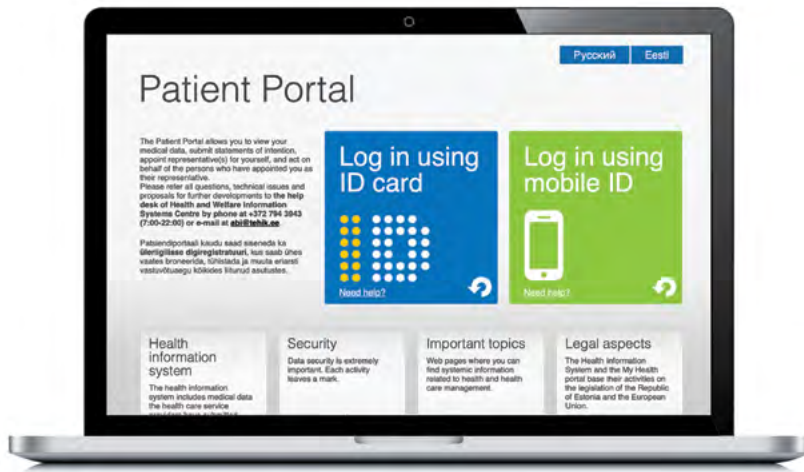 Русский
Eesti
Patient Portal
The Patient Portal allows you to view your
medical data, submit statements of intention,
appoint representative(s) for yourself, and act on
behalf of the persons who have appointed you as
their representative.
Please refer all questions, technical issues and
proposals for further developments to the help
desk of Health and Welfare Information
Systems Centre by phone at +372 794 3943
(7:00-22:00) or e-mail at abi@tehik.ee.
Patsiendiportaali kaudu saad siseneda ka
üleriigilisse digiregistratuuri, kus saab ühes
vaates broneerida, tühistada ja muuta eriarsti
vastuvõtuaegu kõikides liitunud asutustes.
Log in using
ID card
Need help?
Log in using
mobile ID
Need help?
Health
information
system
The health information
system includes medical data
the health care service
Security
Data security is extremely
important. Each activity
leaves a mark.
Important topics
Web pages where you can
find systemic information
related to health and health
care management.
Legal aspects
The Health Information
System and the My Health
portal base their activities on
the legislation of the Republic
of Estonia and the European
Union.